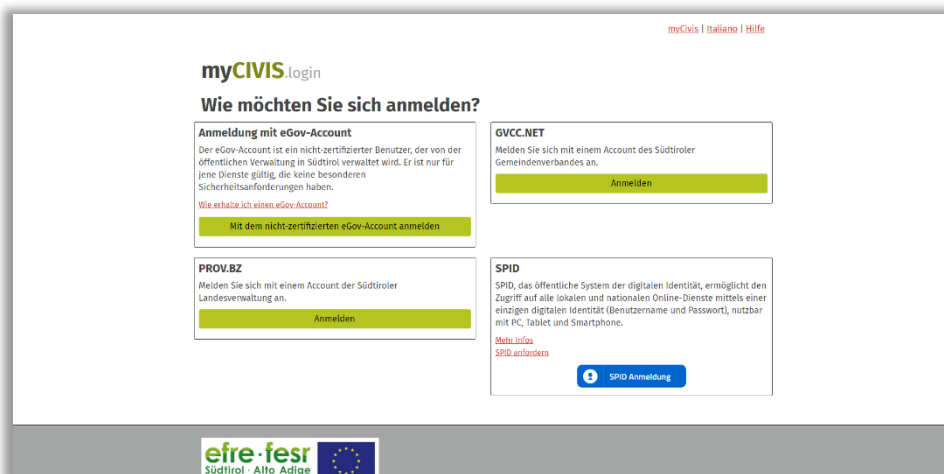 myCivis | Italiano | Hilfe
myCIVIS.login
Wie möchten Sie sich anmelden?
Anmeldung mit eGov-Account
Der eGov-Account ist ein nicht-zertifizierter Benutzer, der von der
öffentlichen Verwaltung in Südtirol verwaltet wird. Er ist nur für
jene Dienste gültig, die keine besonderen
Sicherheitsanforderungen haben.
Wie erhalte ich einen eGov-Account?
Mit dem nicht-zertifizierten eGov-Account anmelden
GVCC.NET
Melden Sie sich mit einem Account des Südtiroler
Gemeindenverbandes an.
Anmelden
PROV.BZ
Melden Sie sich mit einem Account der Südtiroler
Landesverwaltung an.
Anmelden
SPID
SPID, das öffentliche System der digitalen Identität, ermöglicht den
Zugriff auf alle lokalen und nationalen Online-Dienste mittels einer
einzigen digitalen Identität (Benutzername und Passwort), nutzbar
mit PC, Tablet und Smartphone.
Mehr Infos
SPID anfordern
SPID Anmeldung
efre·fesr
Südtirol · Alto Adige